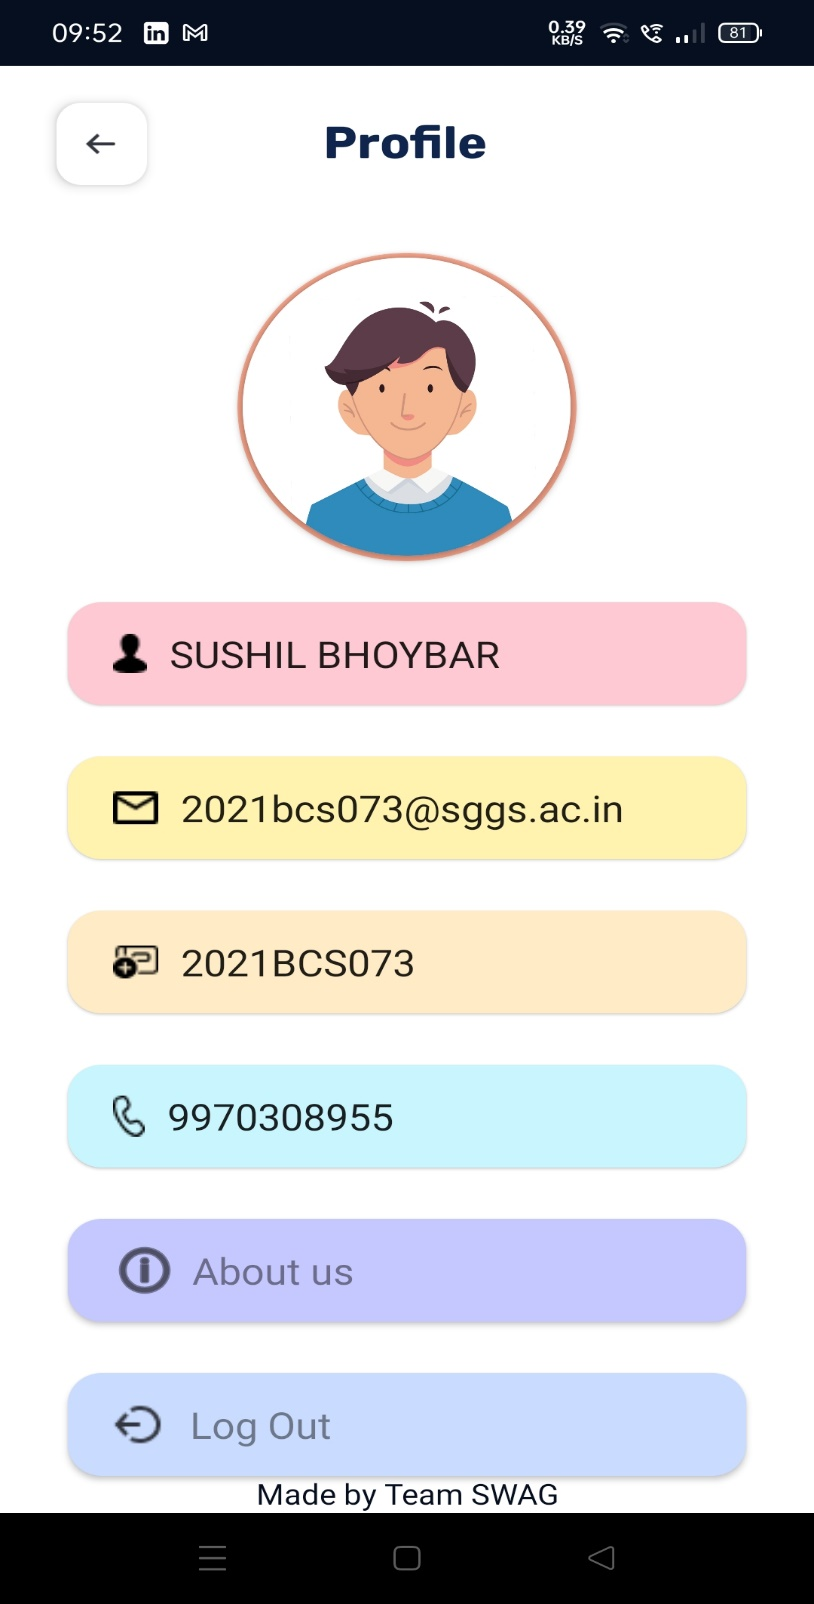 09:52
0.39
KB/S
81
Profile
SUSHIL BHOYBAR
2021bcs073@sggs.ac.in
2021BCS073
9970308955
About us
Log Out
Made by Team SWAG